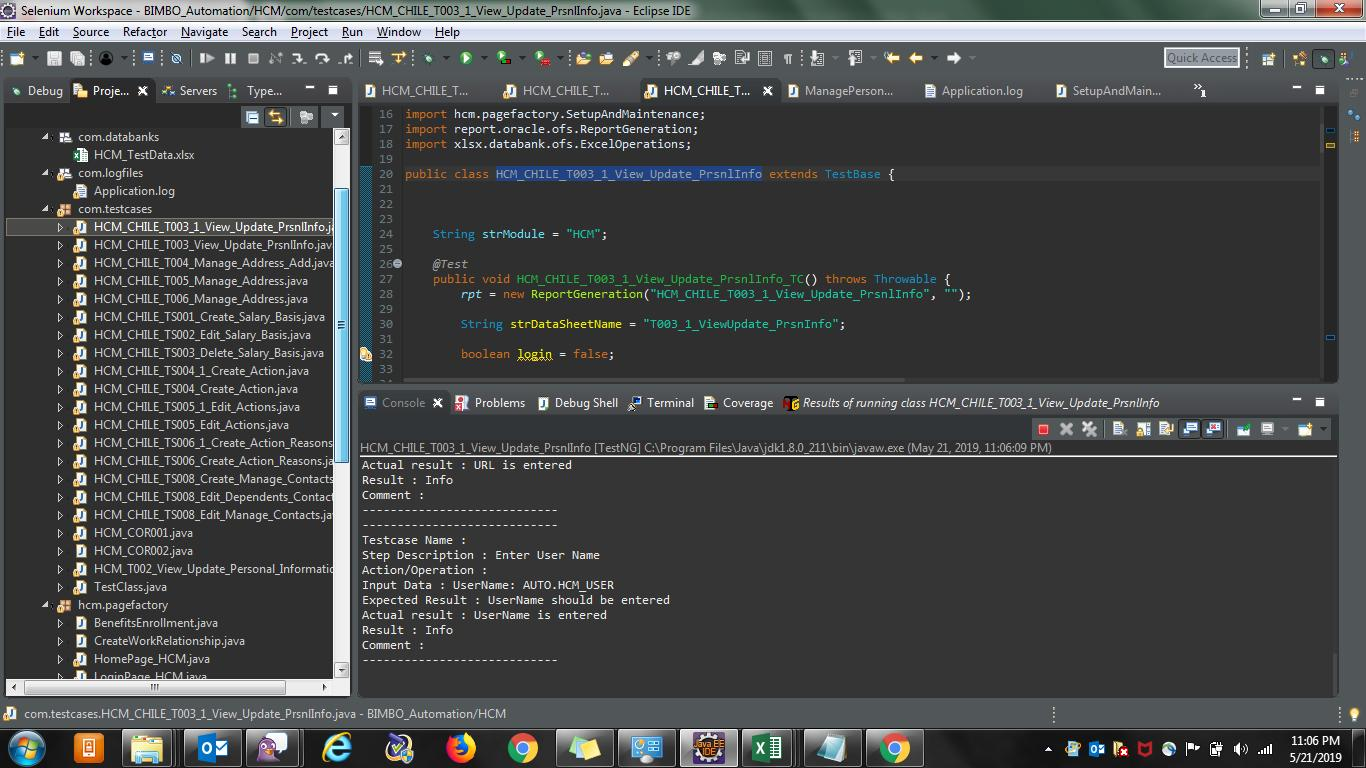 Selenium Workspace - BIMBO_Automation/HCM/com/testcases/HCM_CHILE_T003_1_View_Update_PrsnlInfo.java - Eclipse IDE
File Edit Source Refactor Navigate Search Project Run Window Help
Quick Access
Debug Proje... Servers Type...
HCM_CHILE_T... HCM_CHILE_T... HCM_CHILE_T... ManagePerson... Application.log SetupAndMain...
com.databanks
HCM_TestData.xlsx
com.logfiles
Application.log
com.testcases
HCM_CHILE_T003_1_View_Update_PrsnlInfo.ja
HCM_CHILE_T003_View_Update_PrsnlInfo.java
HCM_CHILE_T004_Manage_Address_Add.java
HCM_CHILE_T005_Manage_Address.java
HCM_CHILE_T006_Manage_Address.java
HCM_CHILE_TS001_Create_Salary_Basis.java
HCM_CHILE_TS002_Edit_Salary_Basis.java
HCM_CHILE_TS003_Delete_Salary_Basis.java
HCM_CHILE_TS004_1_Create_Action.java
HCM_CHILE_TS004_Create_Action.java
HCM_CHILE_TS005_1_Edit_Actions.java
HCM_CHILE_TS005_Edit_Actions.java
HCM_CHILE_TS006_1_Create_Action_Reasons
HCM_CHILE_TS006_Create_Action_Reasons.ja
HCM_CHILE_TS008_Create_Manage_Contacts
HCM_CHILE_TS008_Edit_Dependents_Contact
HCM_CHILE_TS008_Edit_Manage_Contacts.ja
HCM_COR001.java
HCM_COR002.java
HCM_T002_View_Update_Personal_Informatio
TestClass.java
hcm.pagefactory
BenefitsEnrollment.java
CreateWorkRelationship.java
HomePage_HCM.java
LoginPage_HCM.java
16 import hcm.pagefactory.SetupAndMaintenance;
17 import report.oracle.ofs.ReportGeneration;
18 import xlsx.databank.ofs.ExcelOperations;
19
20 public class HCM_CHILE_T003_1_View_Update_PrsnlInfo extends TestBase {
21
22
23
24 String strModule = "HCM";
25
26 @Test
27 public void HCM_CHILE_T003_1_View_Update_PrsnlInfo_TC() throws Throwable {
28 rpt = new ReportGeneration("HCM_CHILE_T003_1_View_Update_PrsnlInfo", "");
29
30 String strDataSheetName = "T003_1_ViewUpdate_PrsnInfo";
31
32 boolean login = false;
33
Console Problems Debug Shell Terminal Coverage Results of running class HCM_CHILE_T003_1_View_Update_PrsnlInfo
HCM_CHILE_T003_1_View_Update_PrsnlInfo [TestNG] C:\Program Files\Java\jdk1.8.0_211\bin\javaw.exe (May 21, 2019, 11:06:09 PM)
Actual result : URL is entered
Result : Info
Comment :
----------------------------
----------------------------
Testcase Name :
Step Description : Enter User Name
Action/Operation :
Input Data : UserName: AUTO.HCM_USER
Expected Result : UserName should be entered
Actual result : UserName is entered
Result : Info
Comment :
----------------------------
com.testcases.HCM_CHILE_T003_1_View_Update_PrsnlInfo.java - BIMBO_Automation/HCM
Java EE
IDE
11:06 PM
5/21/2019